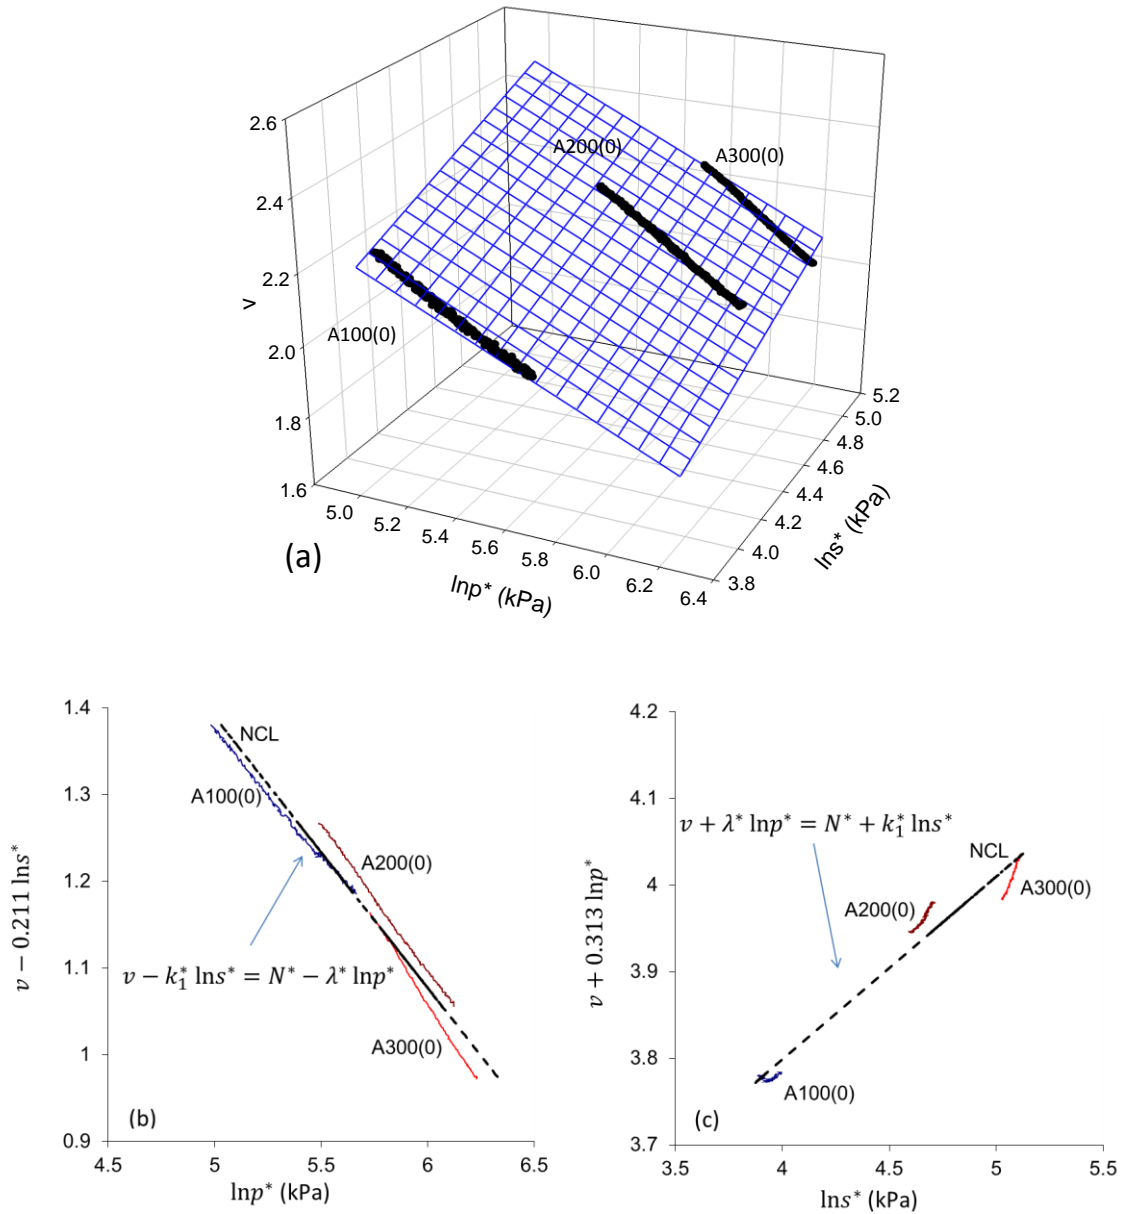 2.6
2.4
2.2
2.0
1.8
1.6
v
A200(0)
A300(0)
A100(0)
5.0
5.2
5.4
5.6
5.8
6.0
6.2
6.4
lnp* (kPa)
5.2
5.0
4.8
4.6
4.4
4.2
4.0
3.8
lns* (kPa)
(a)
1.4
1.3
1.2
1.1
1
0.9
v − 0.211 lns*
NCL
A100(0)
A200(0)
v − k₁* lns* = N* − λ* lnp*
A300(0)
(b)
4.5 5 5.5 6 6.5
lnp* (kPa)
4.2
4.1
4
3.9
3.8
3.7
v + 0.313 lnp*
v + λ* lnp* = N* + k₁* lns*
NCL
A300(0)
A200(0)
A100(0)
(c)
3.5 4 4.5 5 5.5
lns* (kPa)